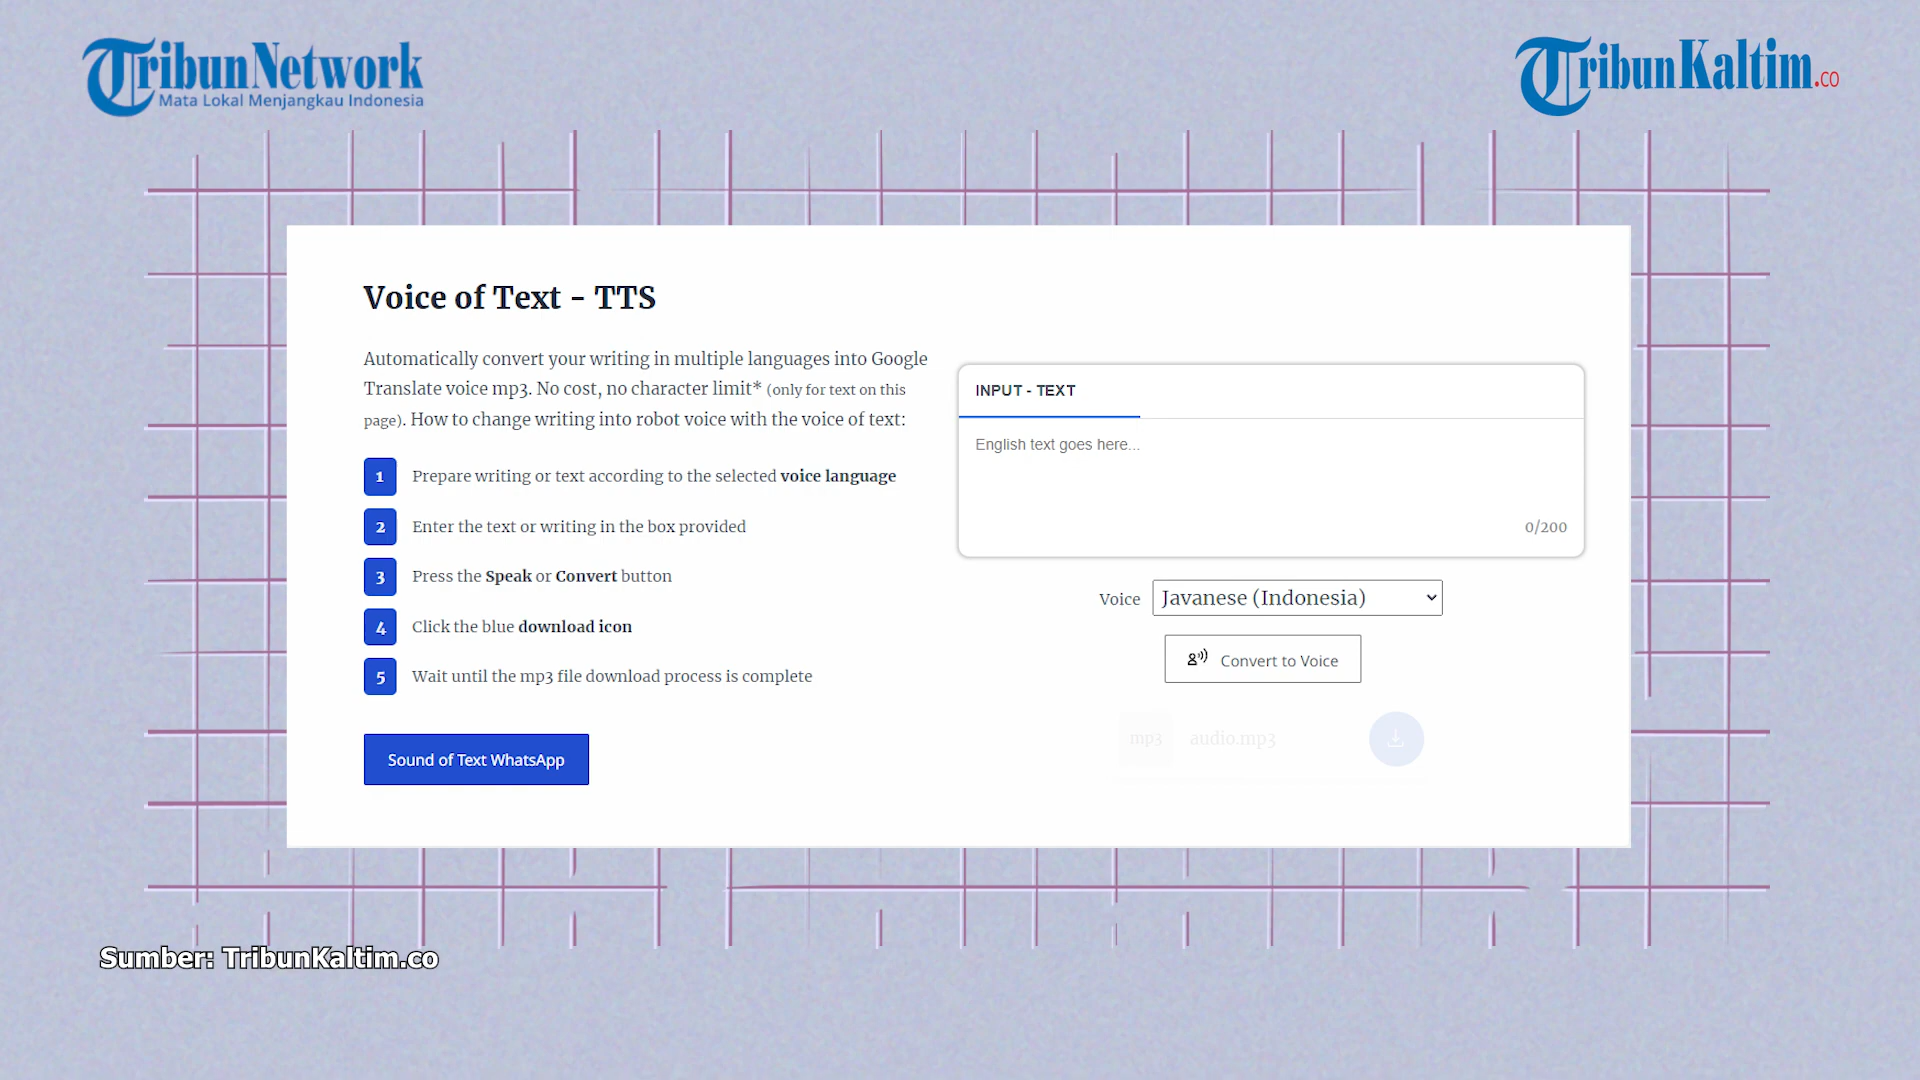 TribunNetwork
Mata Lokal Menjangkau Indonesia
TribunKaltim.co
Voice of Text - TTS
Automatically convert your writing in multiple languages into Google
Translate voice mp3. No cost, no character limit* (only for text on this
page). How to change writing into robot voice with the voice of text:
1 Prepare writing or text according to the selected voice language
2 Enter the text or writing in the box provided
3 Press the Speak or Convert button
4 Click the blue download icon
5 Wait until the mp3 file download process is complete
Sound of Text WhatsApp
INPUT - TEXT
English text goes here...
0/200
Voice Javanese (Indonesia)
Convert to Voice
mp3 audio.mp3
Sumber: TribunKaltim.co